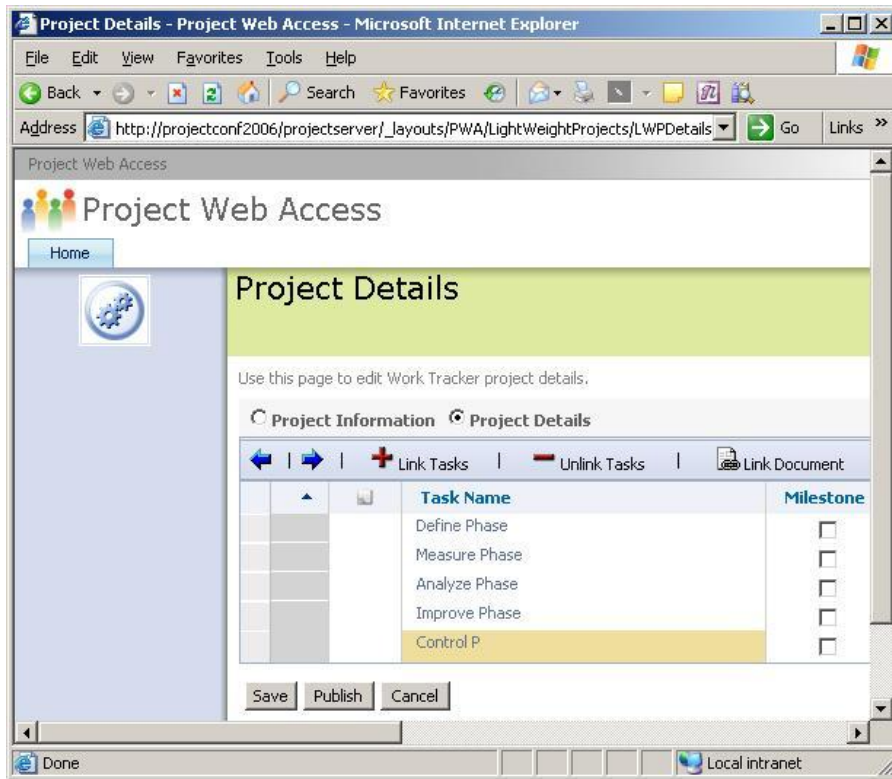 Project Details - Project Web Access - Microsoft Internet Explorer
File Edit View Favorites Tools Help
Back Search Favorites
Address http://projectconf2006/projectserver/_layouts/PWA/LightWeightProjects/LWPDetails Go Links »
Project Web Access
Project Web Access
Home
Project Details
Use this page to edit Work Tracker project details.
Project Information Project Details
Link Tasks | Unlink Tasks | Link Document
Task Name Milestone
Define Phase
Measure Phase
Analyze Phase
Improve Phase
Control P
Save Publish Cancel
Done Local intranet